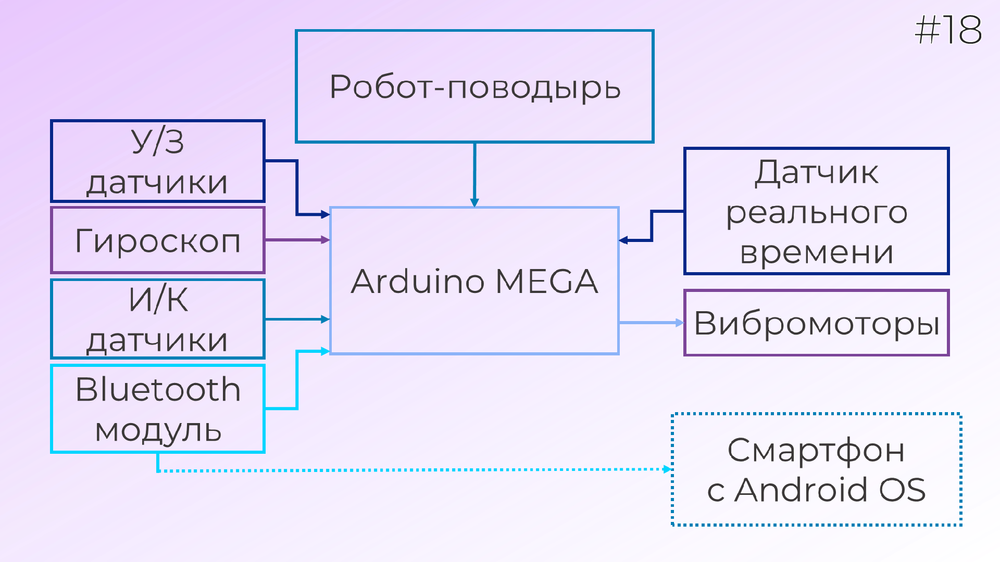 #18
Робот-поводырь
У/З
датчики
Гироскоп
И/К
датчики
Bluetooth
модуль
Arduino MEGA
Датчик
реального
времени
Вибромоторы
Смартфон
с Android OS